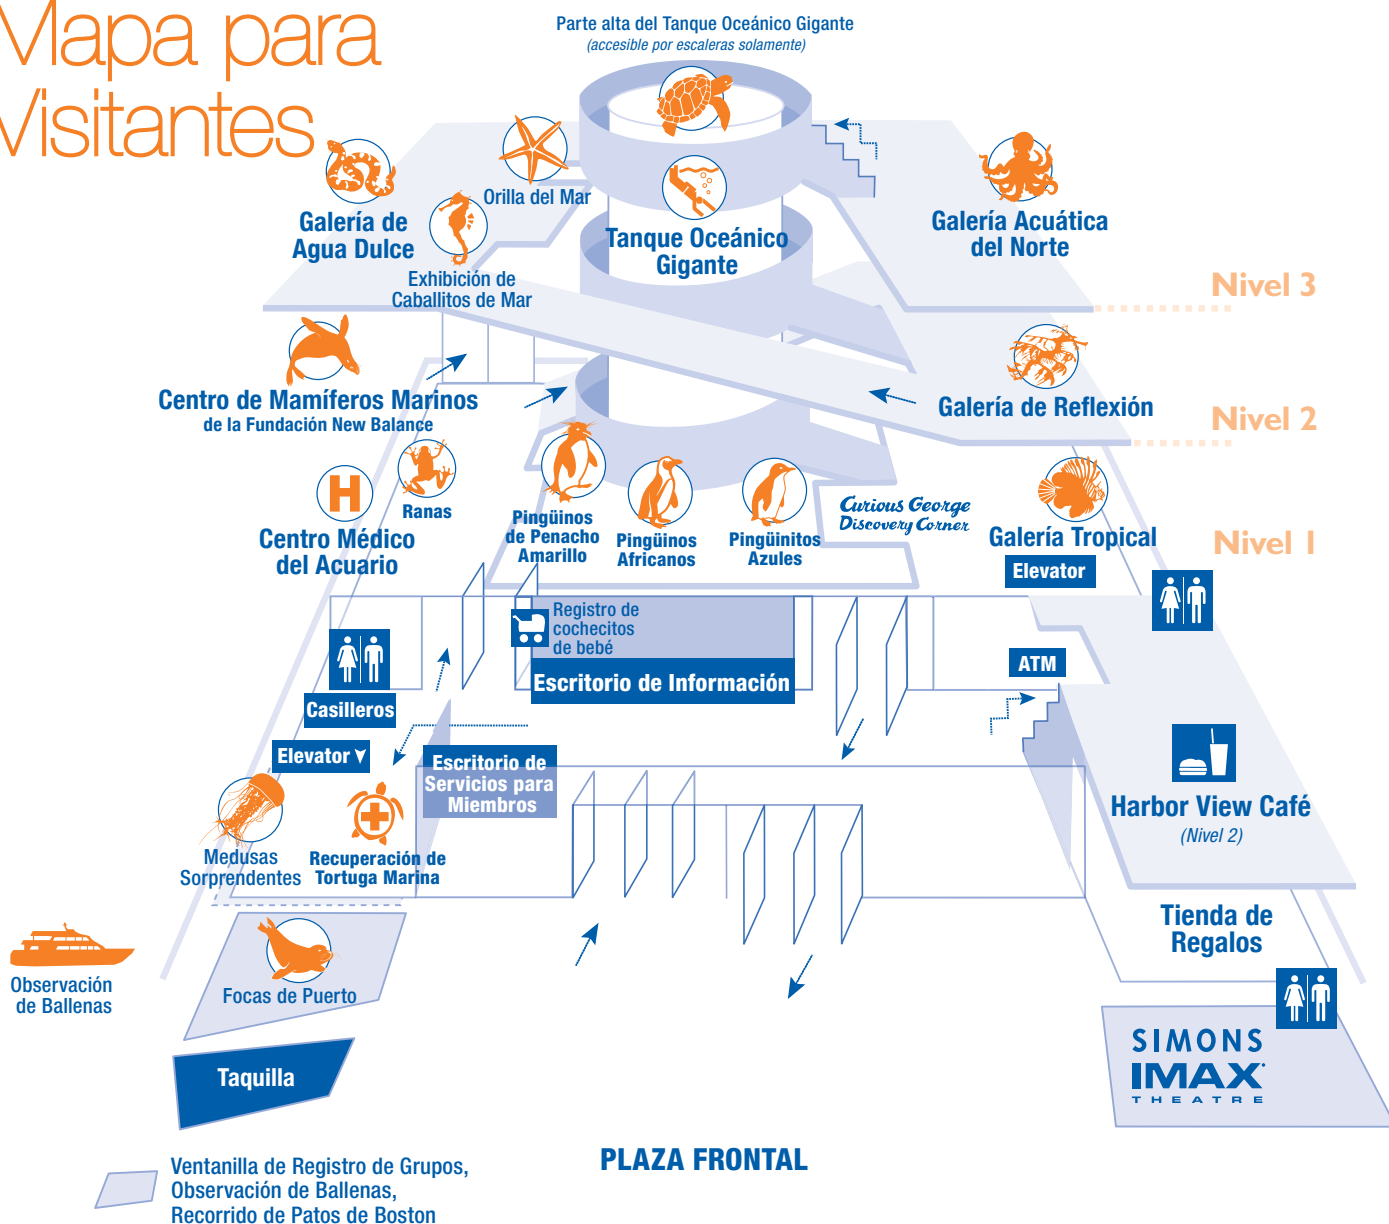 Mapa para
Visitantes
Parte alta del Tanque Oceánico Gigante
(accesible por escaleras solamente)
Orilla del Mar
Galería de
Agua Dulce
Exhibición de
Caballitos de Mar
Tanque Oceánico
Gigante
Galería Acuática
del Norte
Nivel 3
Centro de Mamíferos Marinos
de la Fundación New Balance
Galería de Reflexión
Nivel 2
H
Ranas
Centro Médico
del Acuario
Pingüinos
de Penacho
Amarillo
Pingüinos
Africanos
Pingüinitos
Azules
Curious George
Discovery Corner
Galería Tropical
Elevator
Nivel 1
Registro de
cochecitos
de bebé
Escritorio de Información
Casilleros
Elevator
ATM
Escritorio de
Servicios para
Miembros
Medusas
Sorprendentes
Recuperación de
Tortuga Marina
Harbor View Café
(Nivel 2)
Tienda de
Regalos
Observación
de Ballenas
Focas de Puerto
Taquilla
SIMONS
IMAX
THEATRE
PLAZA FRONTAL
Ventanilla de Registro de Grupos,
Observación de Ballenas,
Recorrido de Patos de Boston